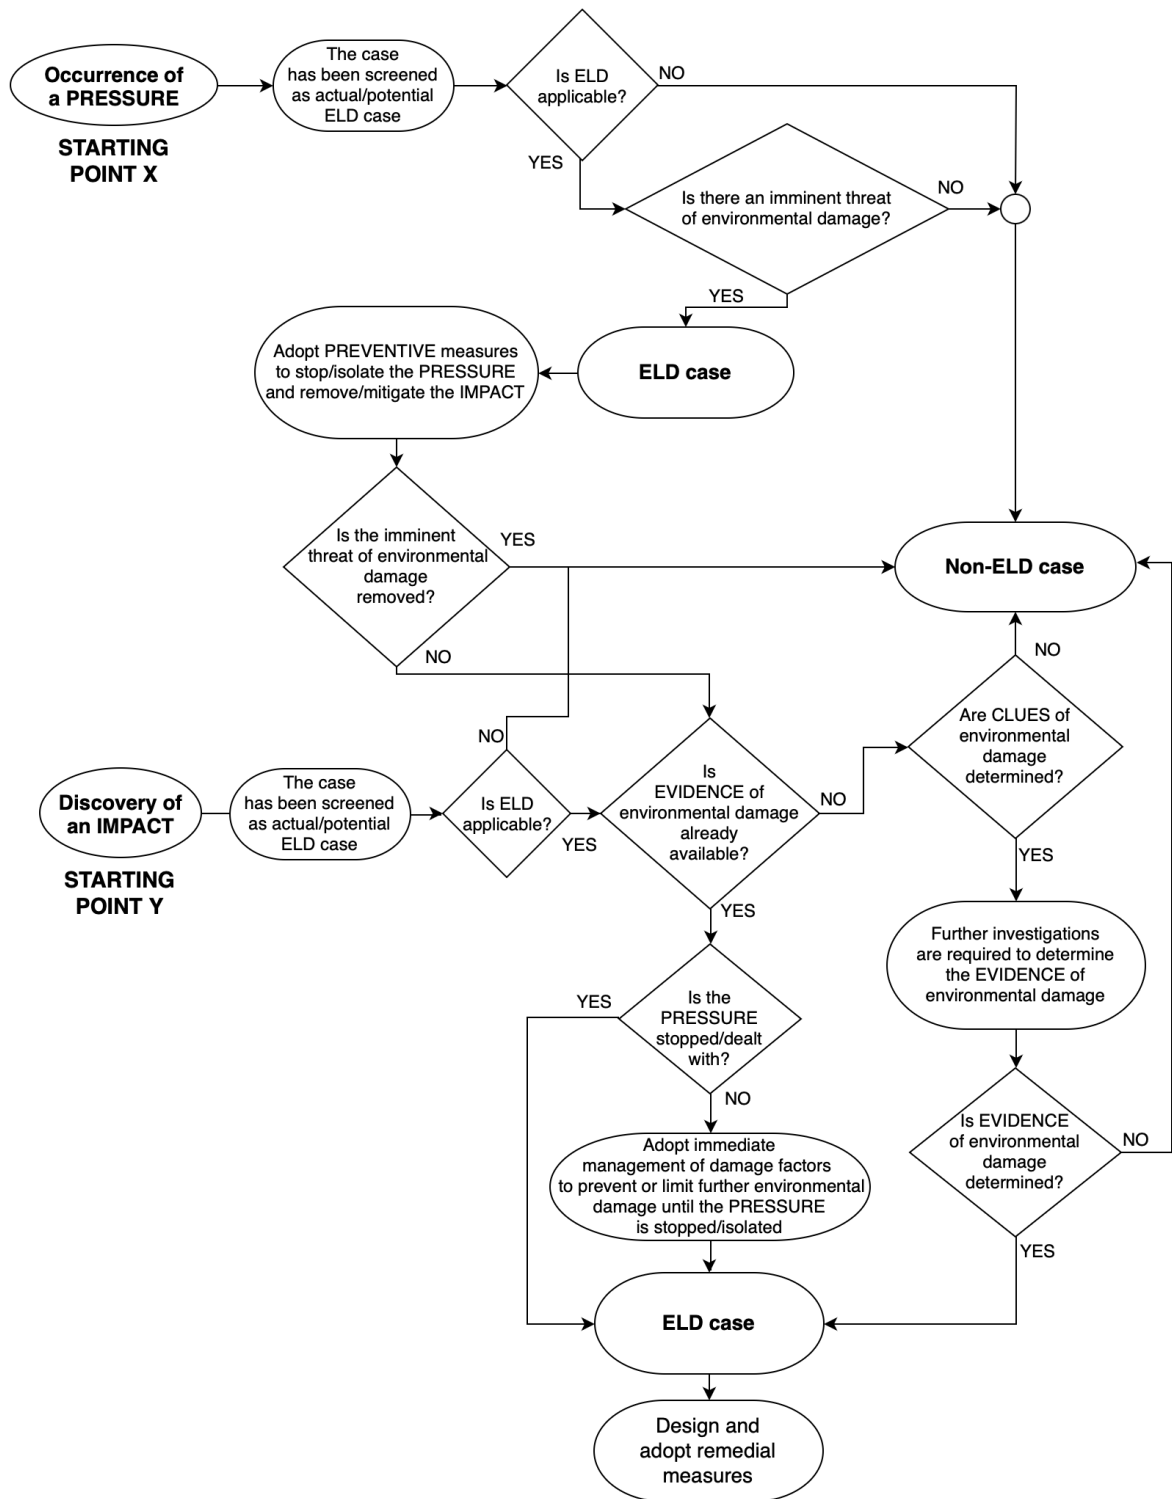 Occurrence of
a PRESSURE
STARTING
POINT X
The case
has been screened
as actual/potential
ELD case
Is ELD
applicable?
NO
YES
Is there an imminent threat
of environmental damage?
NO
YES
ELD case
Adopt PREVENTIVE measures
to stop/isolate the PRESSURE
and remove/mitigate the IMPACT
Is the imminent
threat of environmental
damage
removed?
YES
NO
Non-ELD case
Discovery of
an IMPACT
STARTING
POINT Y
The case
has been screened
as actual/potential
ELD case
NO
Is ELD
applicable?
YES
Is
EVIDENCE of
environmental damage
already
available?
NO
YES
NO
Are CLUES of
environmental
damage
determined?
YES
Further investigations
are required to determine
the EVIDENCE of
environmental damage
Is EVIDENCE
of environmental
damage
determined?
NO
YES
YES
Is the
PRESSURE
stopped/dealt
with?
NO
Adopt immediate
management of damage factors
to prevent or limit further environmental
damage until the PRESSURE
is stopped/isolated
ELD case
Design and
adopt remedial
measures